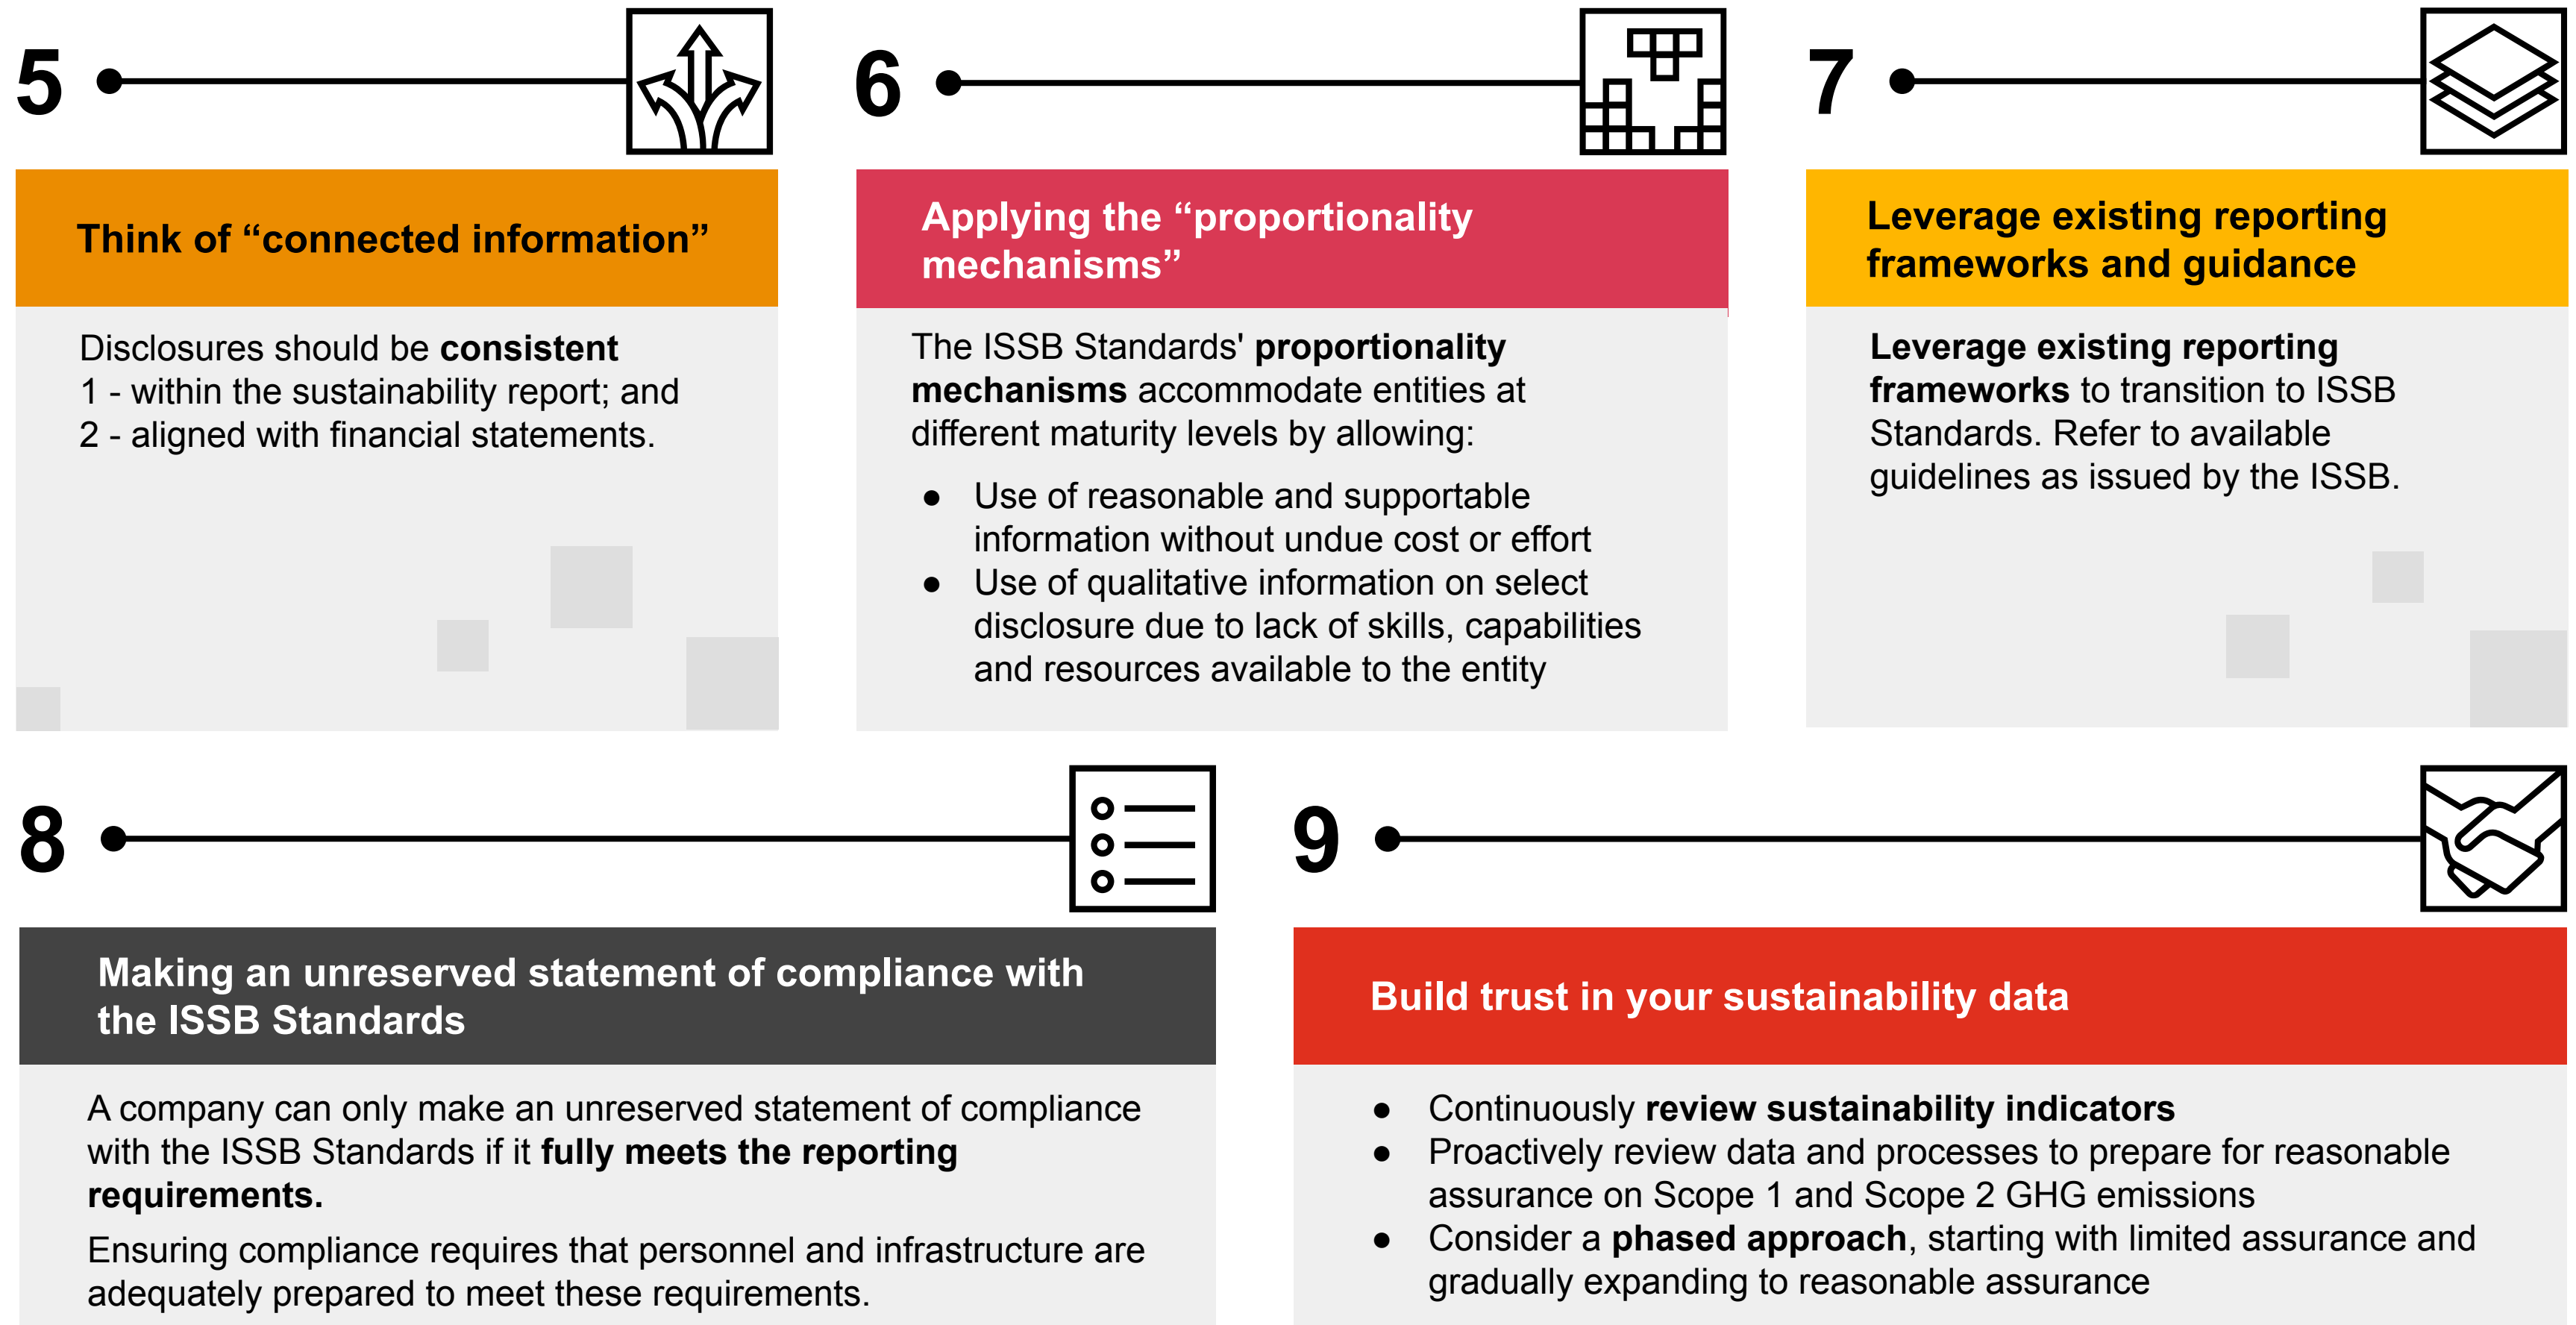 5
Think of “connected information”
Disclosures should be consistent
1 - within the sustainability report; and
2 - aligned with financial statements.
6
Applying the “proportionality
mechanisms”
The ISSB Standards' proportionality
mechanisms accommodate entities at
different maturity levels by allowing:
● Use of reasonable and supportable
information without undue cost or effort
● Use of qualitative information on select
disclosure due to lack of skills, capabilities
and resources available to the entity
7
Leverage existing reporting
frameworks and guidance
Leverage existing reporting
frameworks to transition to ISSB
Standards. Refer to available
guidelines as issued by the ISSB.
8
Making an unreserved statement of compliance with
the ISSB Standards
A company can only make an unreserved statement of compliance
with the ISSB Standards if it fully meets the reporting
requirements.
Ensuring compliance requires that personnel and infrastructure are
adequately prepared to meet these requirements.
9
Build trust in your sustainability data
● Continuously review sustainability indicators
● Proactively review data and processes to prepare for reasonable
assurance on Scope 1 and Scope 2 GHG emissions
● Consider a phased approach, starting with limited assurance and
gradually expanding to reasonable assurance